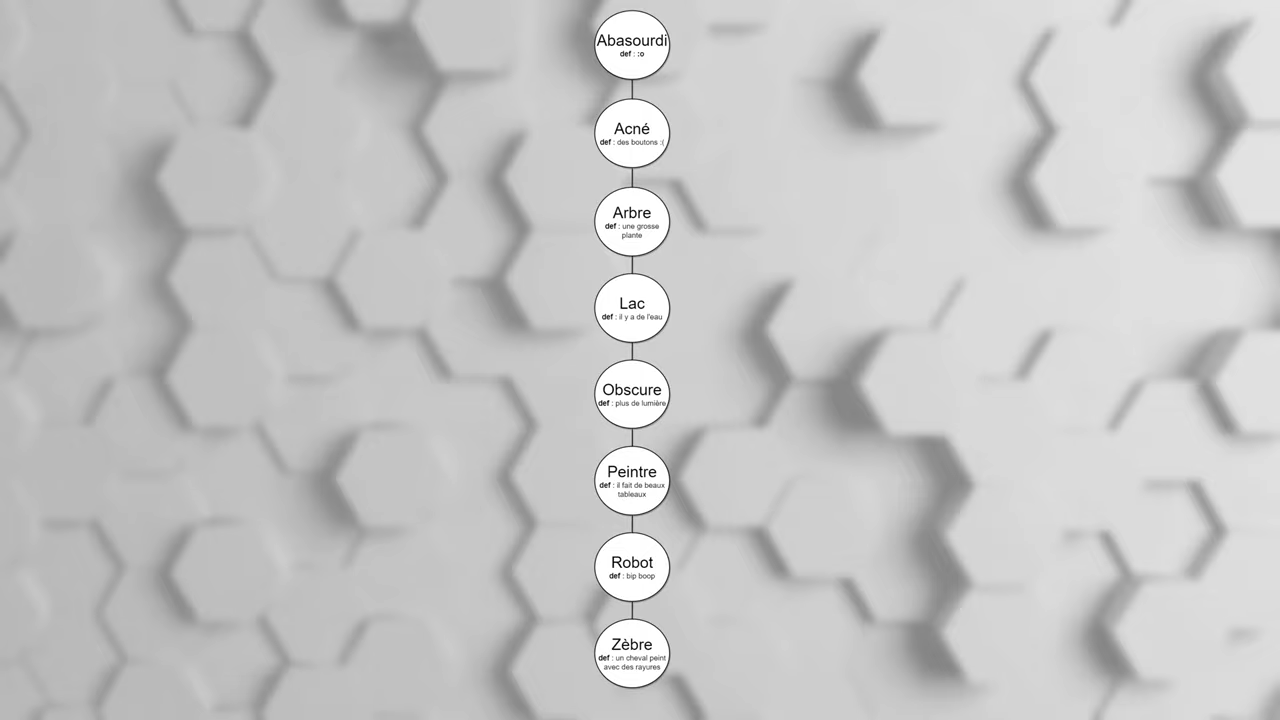 Abasourdi
def : :o
Acné
def : des boutons :(
Arbre
def : une grosse
plante
Lac
def : il y a de l'eau
Obscure
def : plus de lumière
Peintre
def : il fait de beaux
tableaux
Robot
def : bip boop
Zèbre
def : un cheval peint
avec des rayures